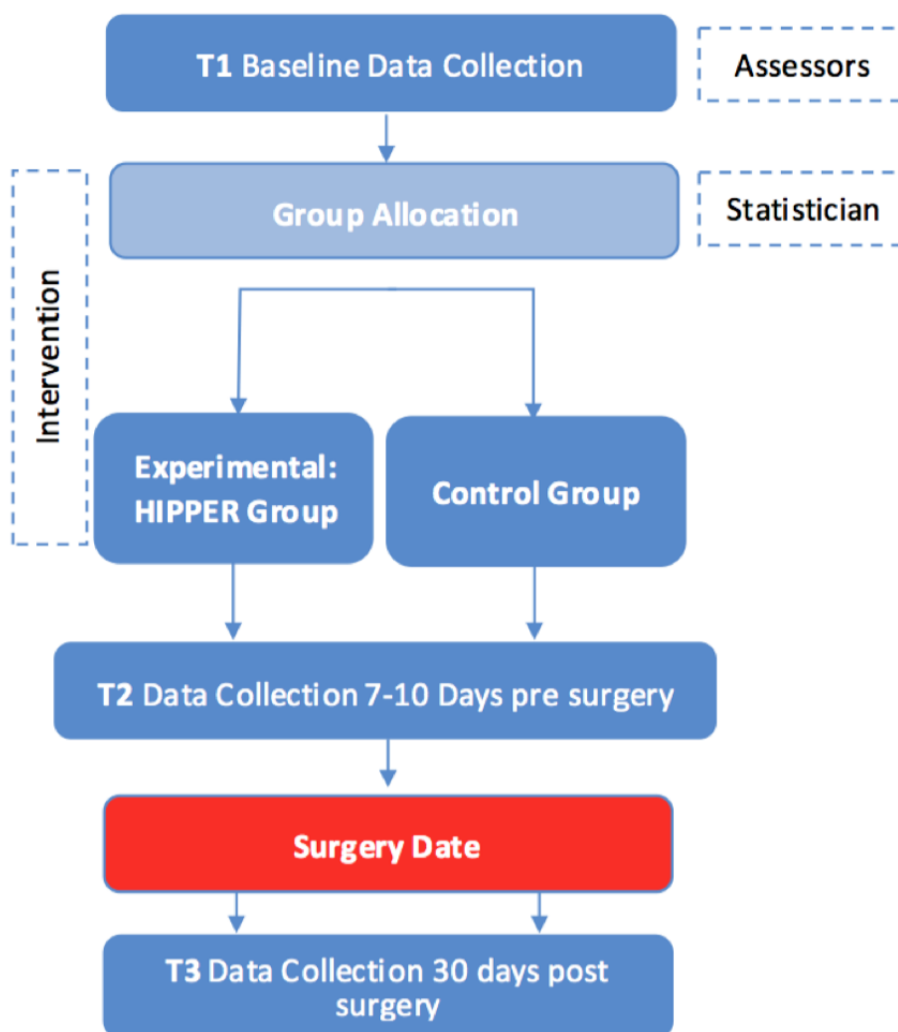 T1 Baseline Data Collection
Assessors
Group Allocation
Statistician
Intervention
Experimental:
HIPPER Group
Control Group
T2 Data Collection 7-10 Days pre surgery
Surgery Date
T3 Data Collection 30 days post
surgery